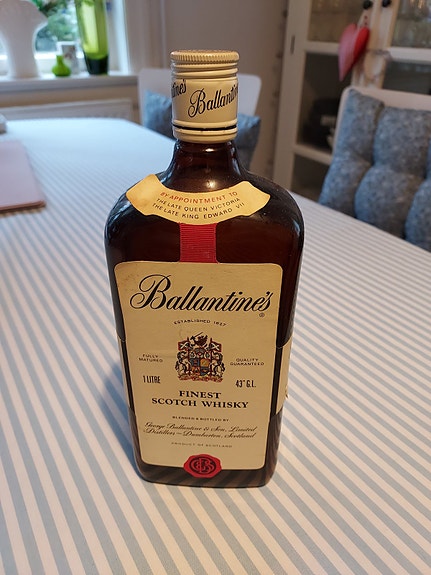 Ballantine's
BY APPOINTMENT TO
THE LATE QUEEN VICTORIA
THE LATE KING EDWARD VII
Ballantine's
®
ESTABLISHED 1827
FULLY MATURED
QUALITY GUARANTEED
1 LITRE
43° G.L.
FINEST
SCOTCH WHISKY
BLENDED & BOTTLED BY
George Ballantine & Son, Limited
Distillers — Dumbarton, Scotland
PRODUCT OF SCOTLAND